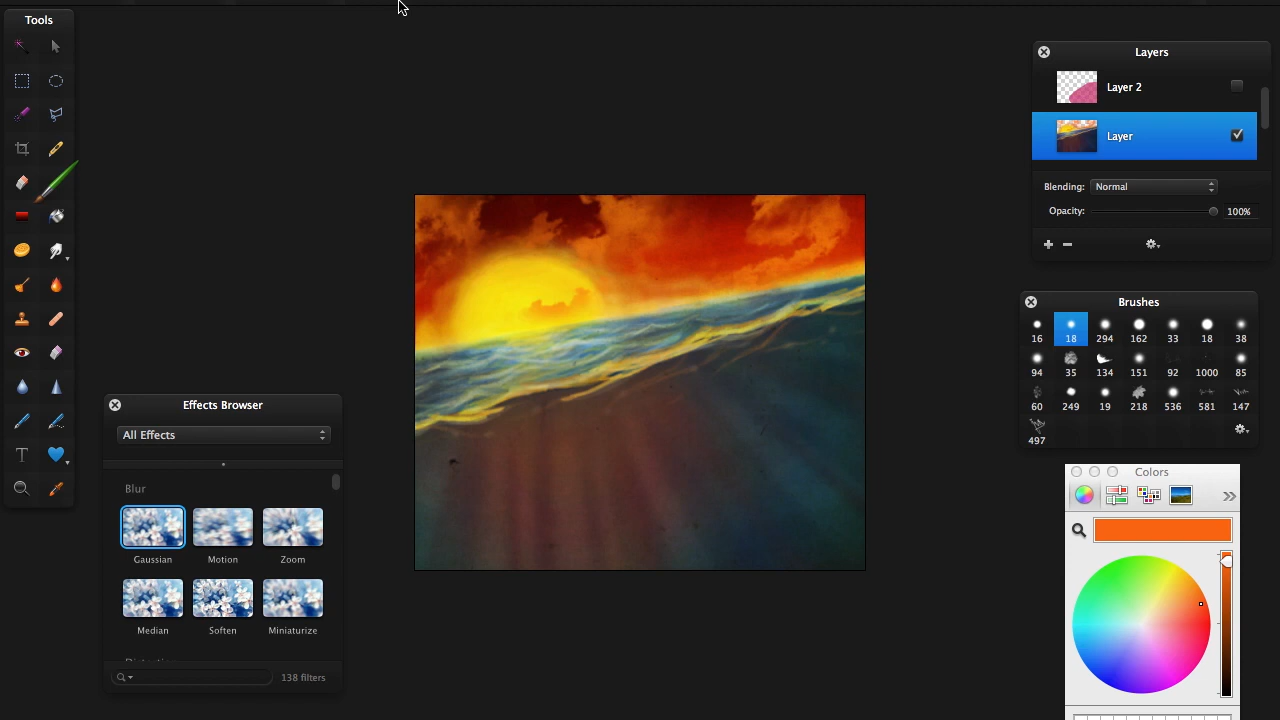 Tools
Layers
Layer 2
Layer
Blending: Normal
Opacity: 100%
Brushes
16 18 294 162 33 18 38
94 35 134 151 92 1000 85
60 249 19 218 536 581 147
497
Effects Browser
All Effects
Blur
Gaussian Motion Zoom
Median Soften Miniaturize
138 filters
Colors
T